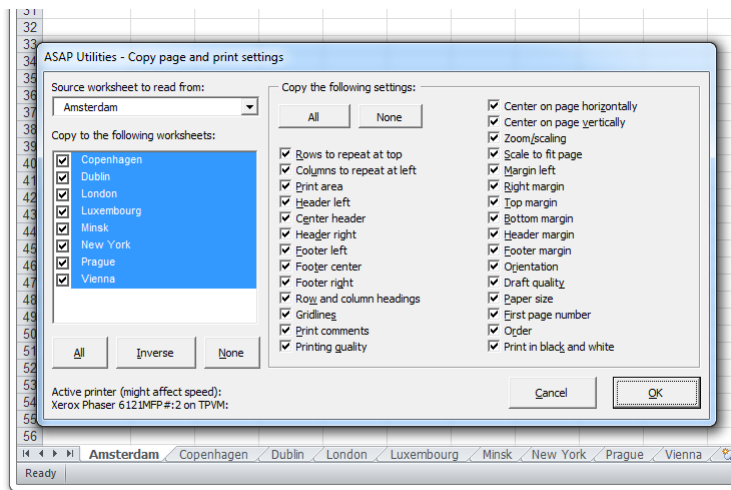 31
32
33
34
35
36
37
38
39
40
41
42
43
44
45
46
47
48
49
50
51
52
53
54
55
56
ASAP Utilities - Copy page and print settings
Source worksheet to read from:
Amsterdam
Copy to the following worksheets:
Copenhagen
Dublin
London
Luxembourg
Minsk
New York
Prague
Vienna
All
Inverse
None
Active printer (might affect speed):
Xerox Phaser 6121MFP#:2 on TPVM:
Copy the following settings:
All
None
Rows to repeat at top
Columns to repeat at left
Print area
Header left
Center header
Header right
Footer left
Footer center
Footer right
Row and column headings
Gridlines
Print comments
Printing quality
Center on page horizontally
Center on page vertically
Zoom/scaling
Scale to fit page
Margin left
Right margin
Top margin
Bottom margin
Header margin
Footer margin
Orientation
Draft quality
Paper size
First page number
Order
Print in black and white
Cancel
OK
Amsterdam Copenhagen Dublin London Luxembourg Minsk New York Prague Vienna
Ready